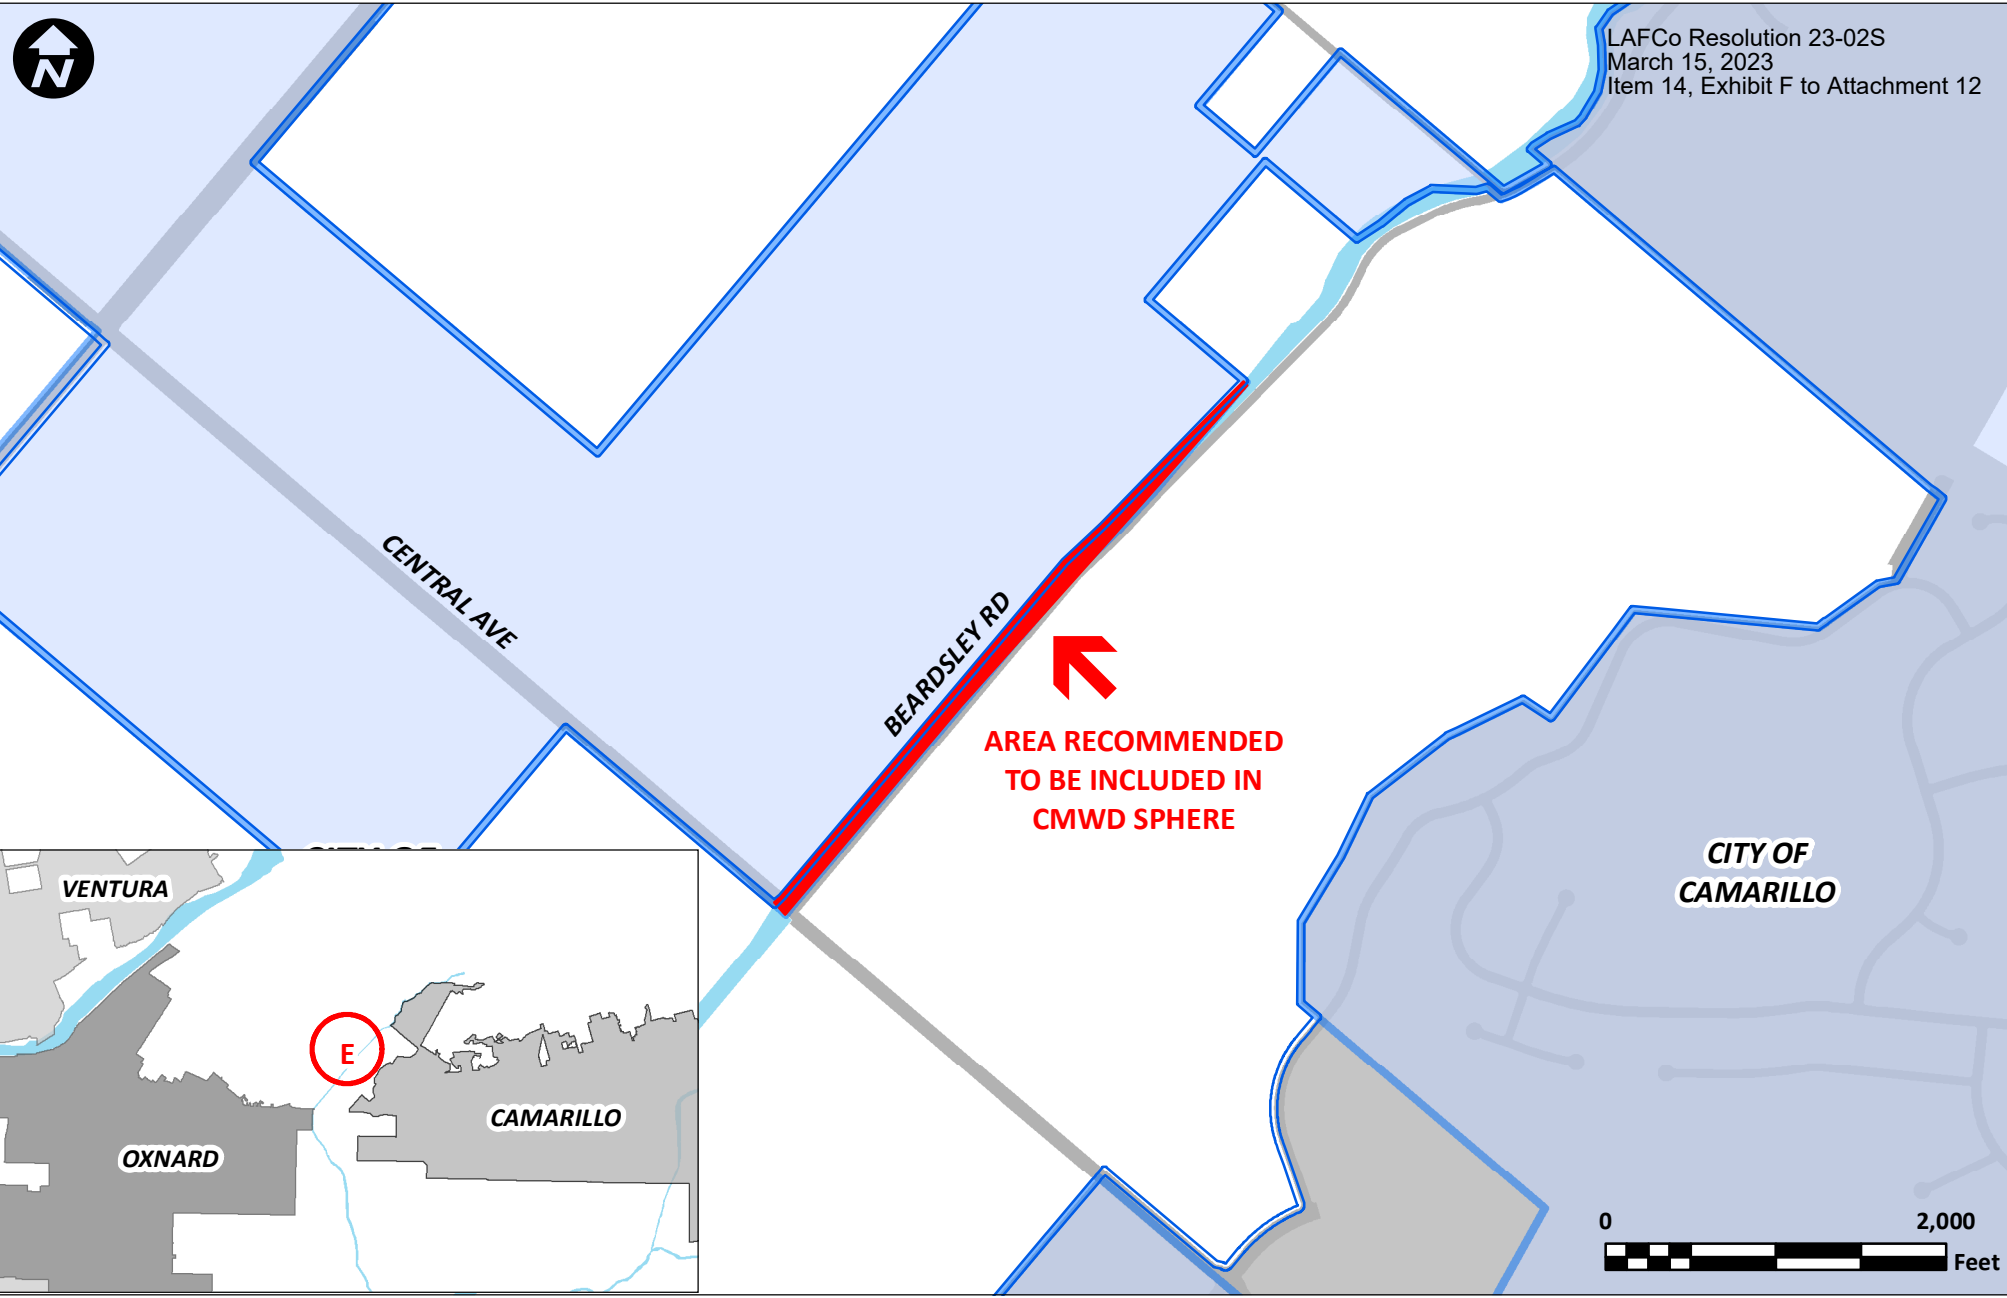 N
LAFCo Resolution 23-02S
March 15, 2023
Item 14, Exhibit F to Attachment 12
CENTRAL AVE
BEARDSLEY RD
AREA RECOMMENDED
TO BE INCLUDED IN
CMWD SPHERE
CITY OF
CAMARILLO
VENTURA
E
CAMARILLO
OXNARD
0 2,000
Feet